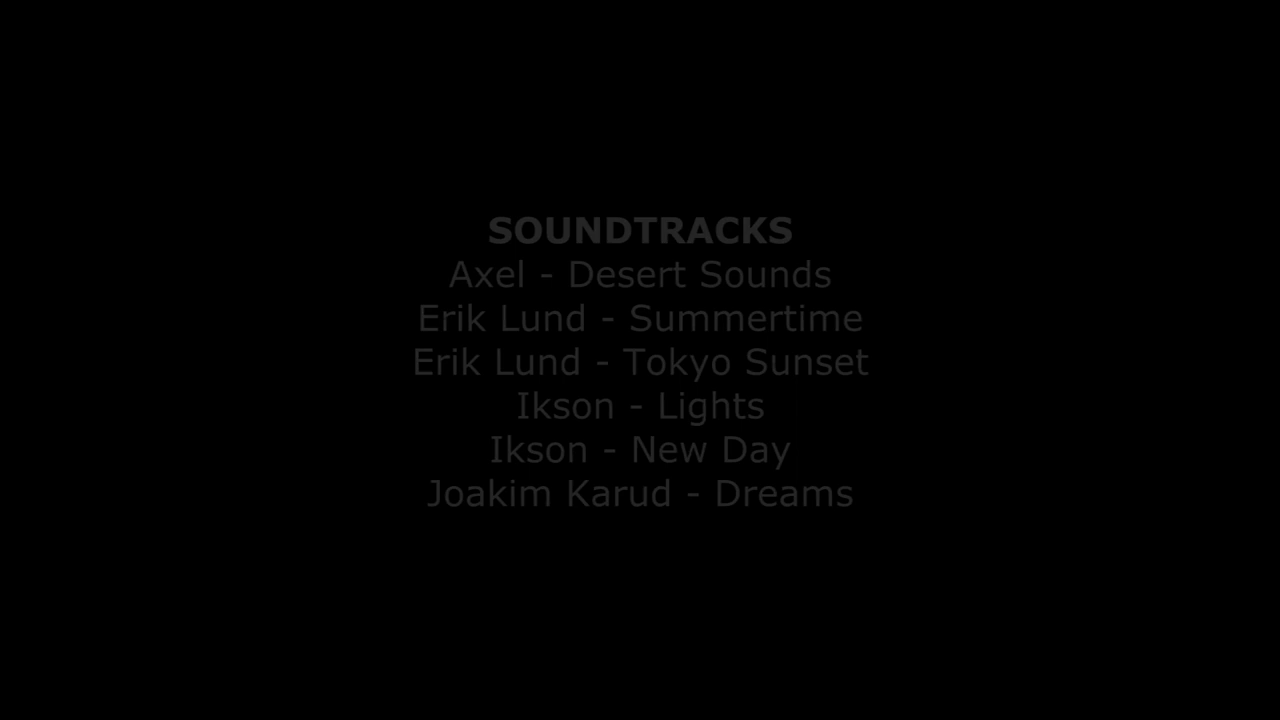 SOUNDTRACKS
Axel - Desert Sounds
Erik Lund - Summertime
Erik Lund - Tokyo Sunset
Ikson - Lights
Ikson - New Day
Joakim Karud - Dreams